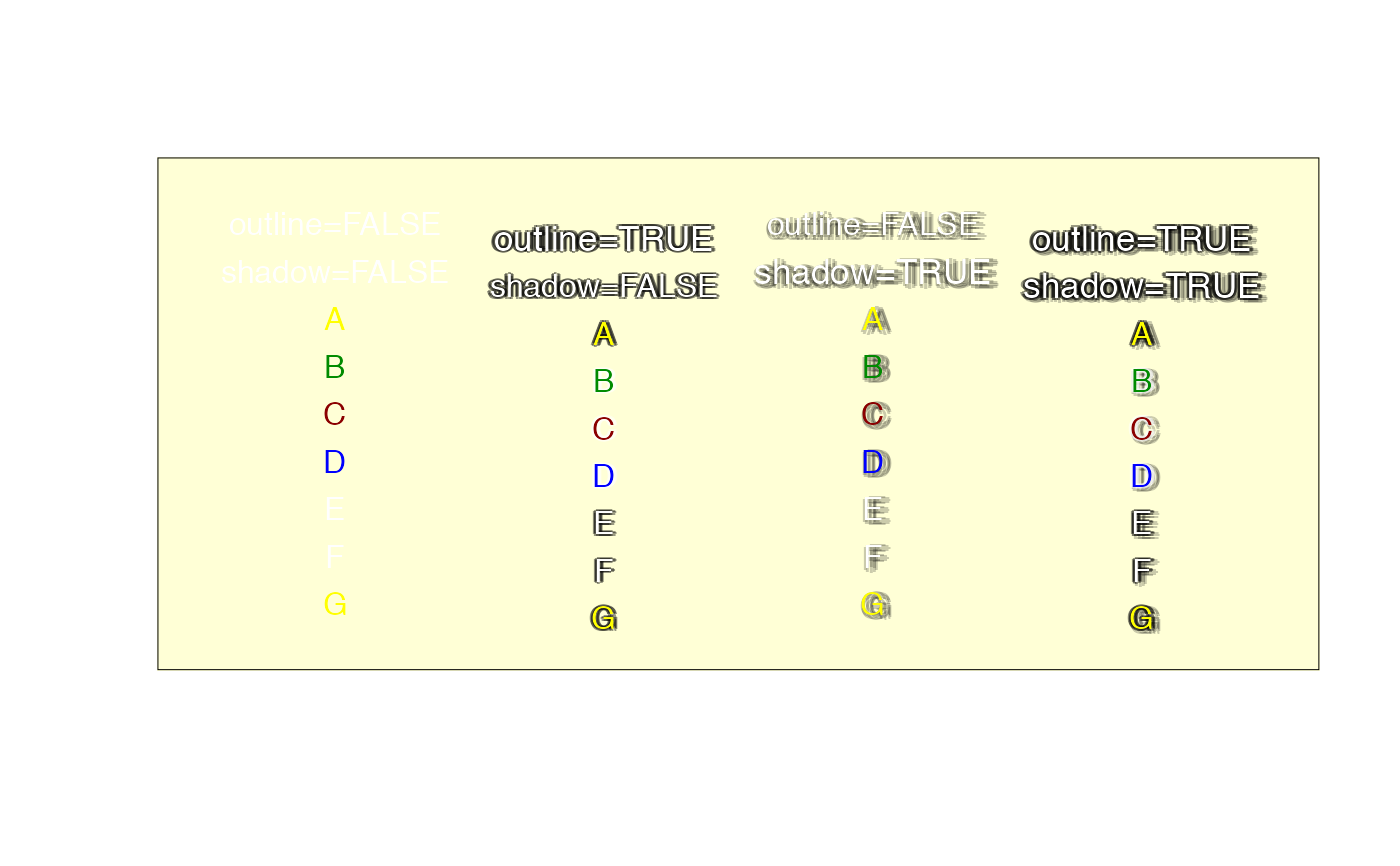 outline=FALSE
shadow=FALSE
A
B
C
D
E
F
G
outline=TRUE
shadow=FALSE
A
B
C
D
E
F
G
outline=FALSE
shadow=TRUE
A
B
C
D
E
F
G
outline=TRUE
shadow=TRUE
A
B
C
D
E
F
G